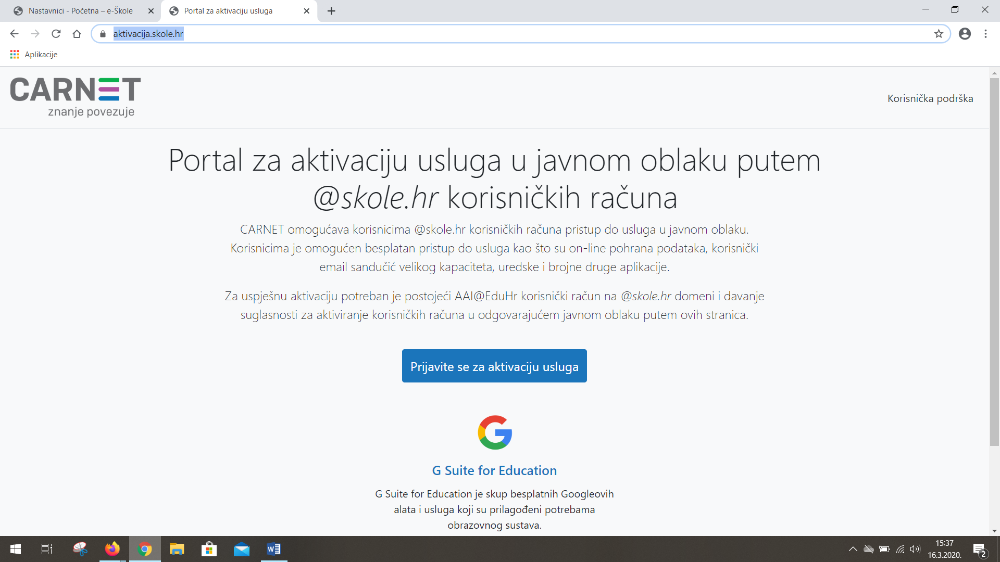 Nastavnici - Početna – e-Škole
Portal za aktivaciju usluga
aktivacija.skole.hr
Aplikacije
CARNET
znanje povezuje
Korisnička podrška
Portal za aktivaciju usluga u javnom oblaku putem
@skole.hr korisničkih računa
CARNET omogućava korisnicima @skole.hr korisničkih računa pristup do usluga u javnom oblaku.
Korisnicima je omogućen besplatan pristup do usluga kao što su on-line pohrana podataka, korisnički
email sandučić velikog kapaciteta, uredske i brojne druge aplikacije.
Za uspješnu aktivaciju potreban je postojeći AAI@EduHr korisnički račun na @skole.hr domeni i davanje
suglasnosti za aktiviranje korisničkih računa u odgovarajućem javnom oblaku putem ovih stranica.
Prijavite se za aktivaciju usluga
G Suite for Education
G Suite for Education je skup besplatnih Googleovih
alata i usluga koji su prilagođeni potrebama
obrazovnog sustava.
15:37
16.3.2020.
2